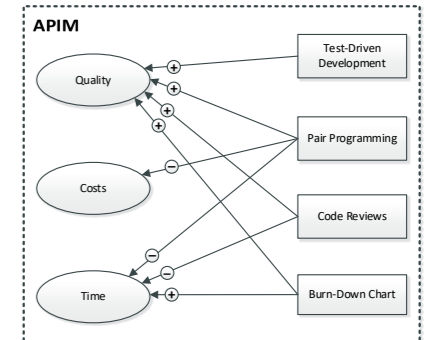 APIM
Test-Driven
Development
Quality
+
+
+
+
Pair Programming
Costs
−
Code Reviews
−
−
Time
+
Burn-Down Chart